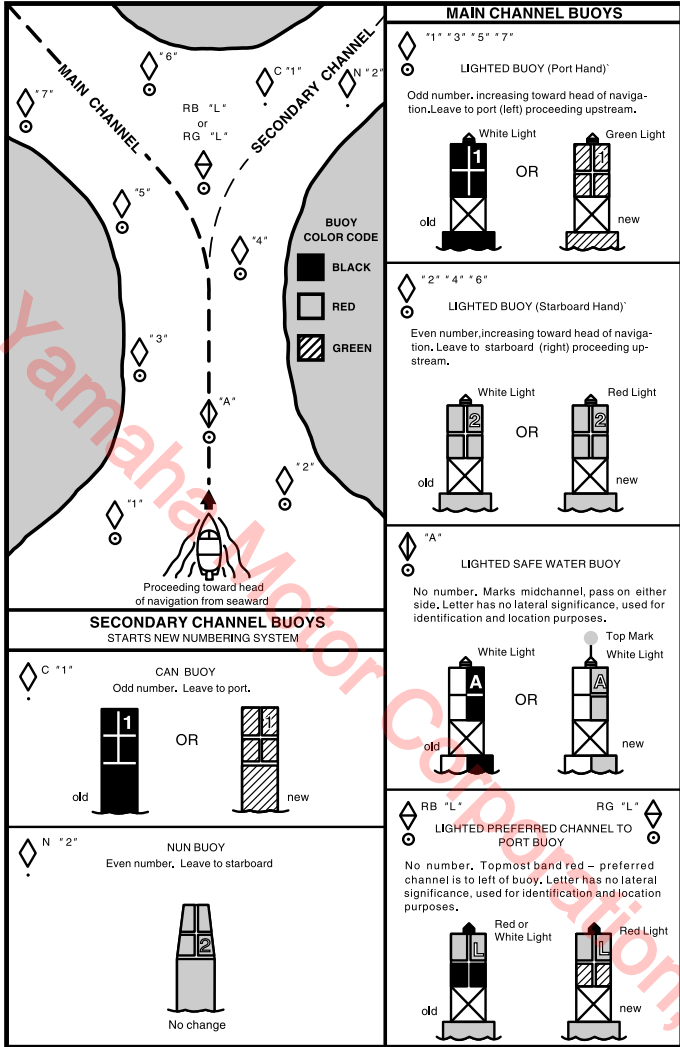 "6"
C "1"
N "2"
MAIN CHANNEL
SECONDARY CHANNEL
"7"
RB "L"
or
RG "L"
"5"
"4"
BUOY
COLOR CODE
BLACK
RED
GREEN
"3"
"A"
"2"
"1"
Proceeding toward head
of navigation from seaward
SECONDARY CHANNEL BUOYS
STARTS NEW NUMBERING SYSTEM
C "1"
CAN BUOY
Odd number. Leave to port.
1
OR
1
old
new
N "2"
NUN BUOY
Even number. Leave to starboard
2
No change
MAIN CHANNEL BUOYS
"1" "3" "5" "7"
LIGHTED BUOY (Port Hand)`
Odd number. increasing toward head of naviga-
tion.Leave to port (left) proceeding upstream.
White Light
Green Light
1
OR
1
old
new
"2" "4" "6"
LIGHTED BUOY (Starboard Hand)`
Even number,increasing toward head of naviga-
tion. Leave to starboard (right) proceeding up-
stream.
White Light
Red Light
2
OR
2
old
new
"A"
LIGHTED SAFE WATER BUOY
No number. Marks midchannel, pass on either
side. Letter has no lateral significance, used for
identification and location purposes.
Top Mark
White Light
White Light
A
OR
A
old
new
RB "L"
RG "L"
LIGHTED PREFERRED CHANNEL TO
PORT BUOY
No number. Topmost band red – preferred
channel is to left of buoy. Letter has no lateral
significance, used for identification and location
purposes.
Red or
White Light
Red Light
L
OR
L
old
new
Yamaha Motor Corporation,